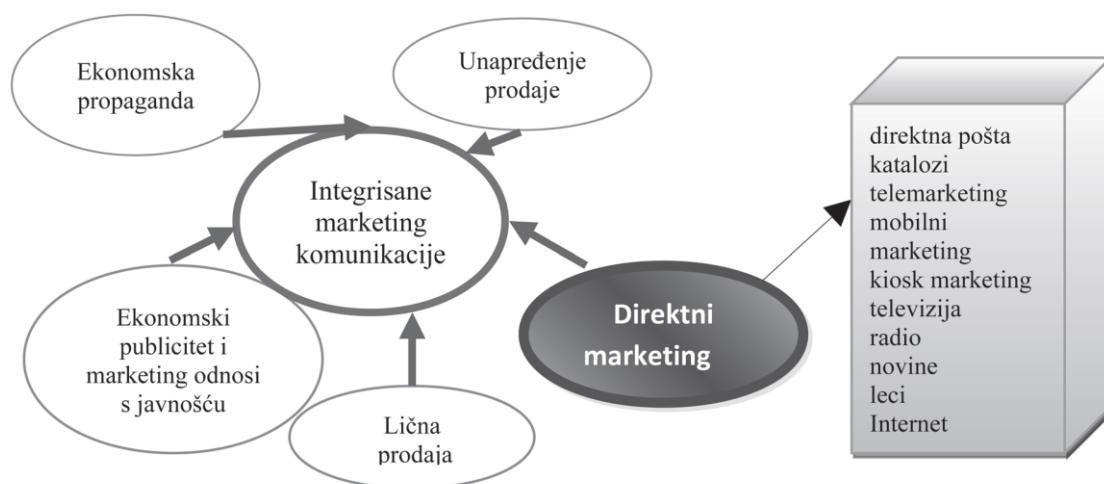 Ekonomska
propaganda
Unapređenje
prodaje
Integrisane
marketing
komunikacije
Ekonomski
publicitet i
marketing odnosi
s javnošću
Lična
prodaja
Direktni
marketing
direktna pošta
katalozi
telemarketing
mobilni
marketing
kiosk marketing
televizija
radio
novine
leci
Internet